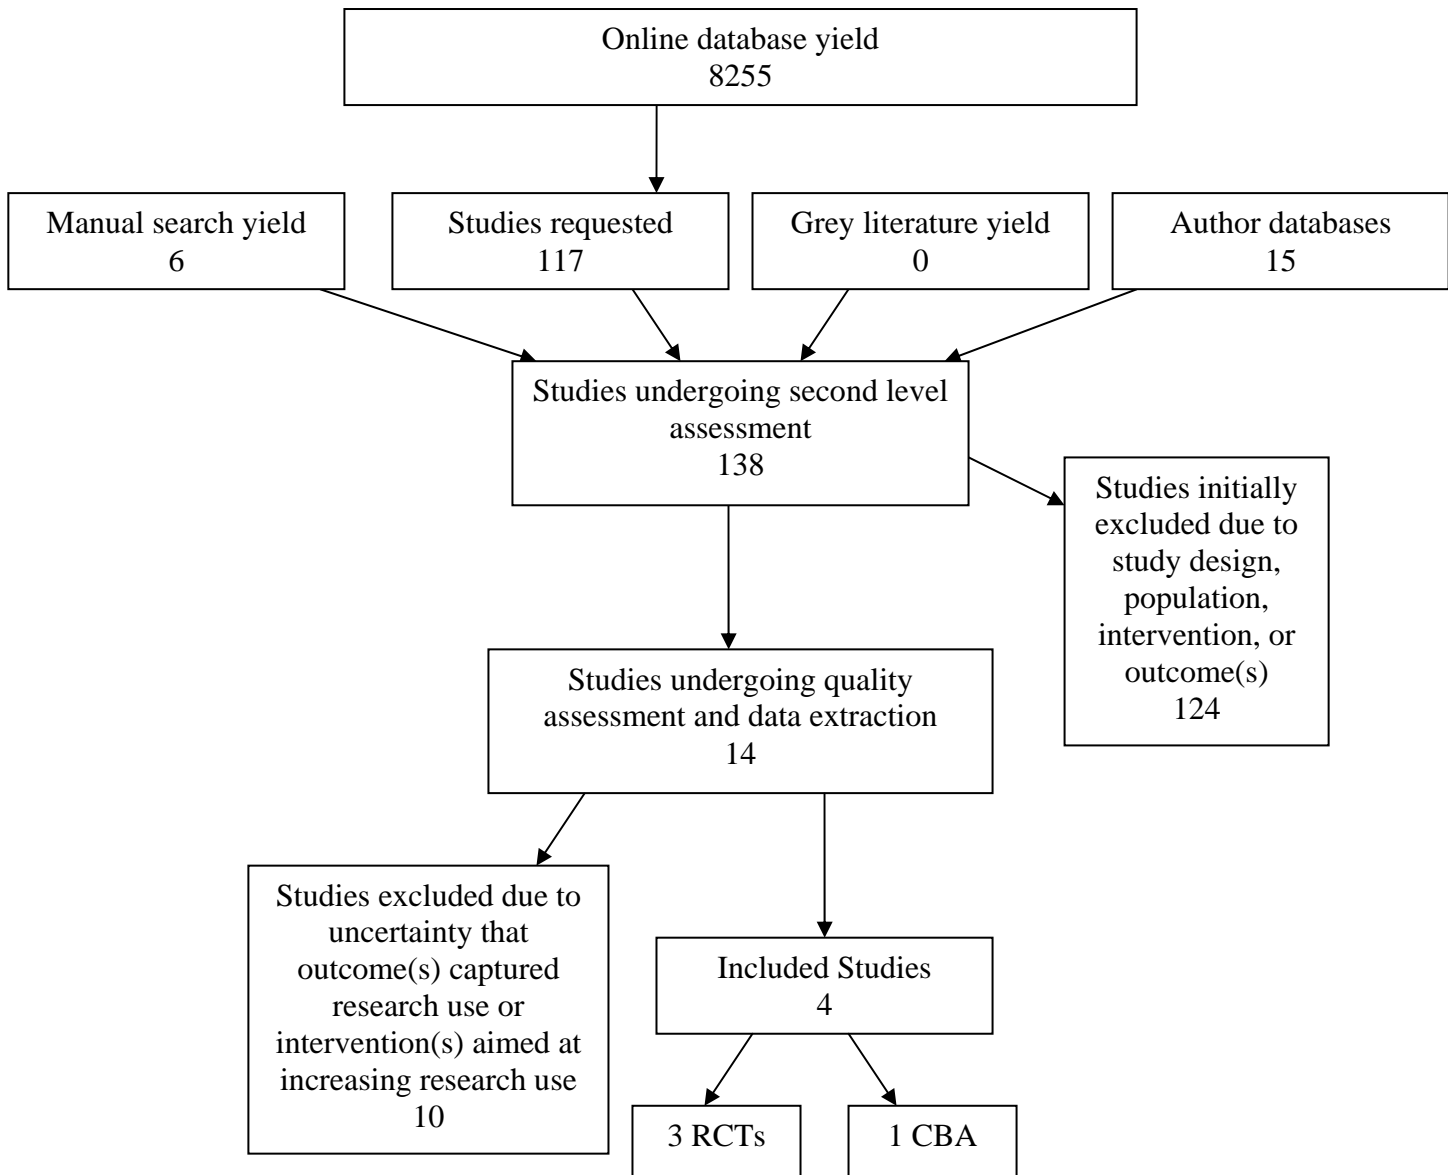 Online database yield
8255
Manual search yield
6
Studies requested
117
Grey literature yield
0
Author databases
15
Studies undergoing second level
assessment
138
Studies initially
excluded due to
study design,
population,
intervention, or
outcome(s)
124
Studies undergoing quality
assessment and data extraction
14
Studies excluded due to
uncertainty that
outcome(s) captured
research use or
intervention(s) aimed at
increasing research use
10
Included Studies
4
3 RCTs
1 CBA